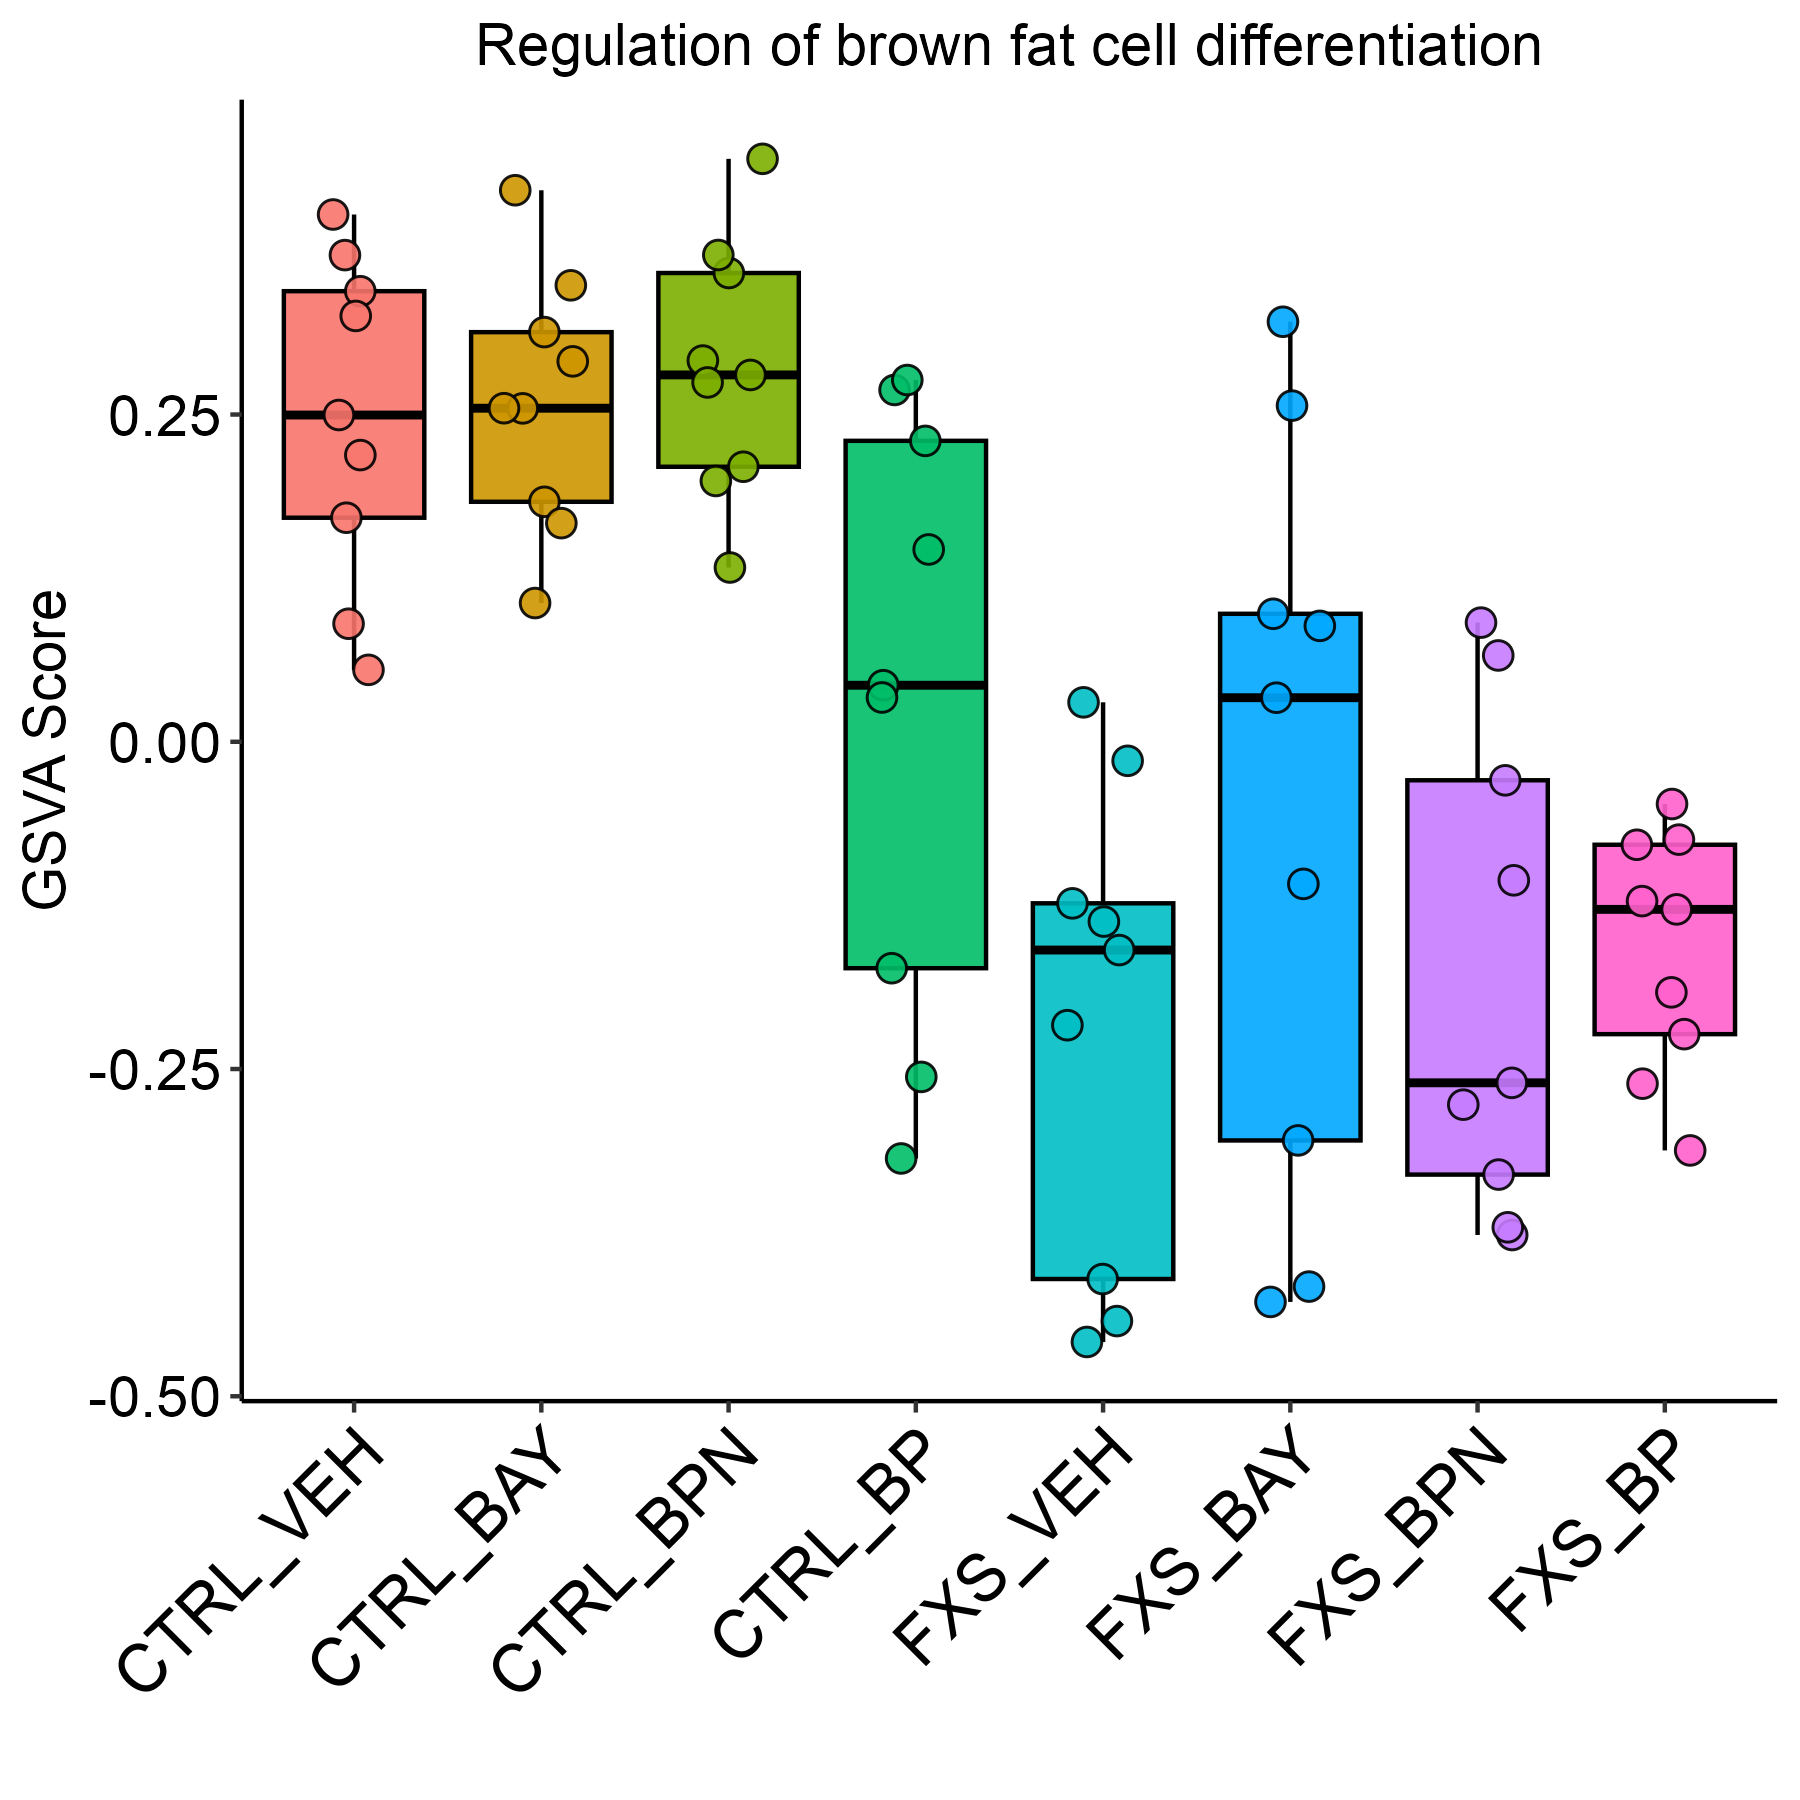 Regulation of brown fat cell differentiation
GSVA Score
0.25
0.00
-0.25
-0.50
CTRL_VEH
CTRL_BAY
CTRL_BPN
CTRL_BP
FXS_VEH
FXS_BAY
FXS_BPN
FXS_BP